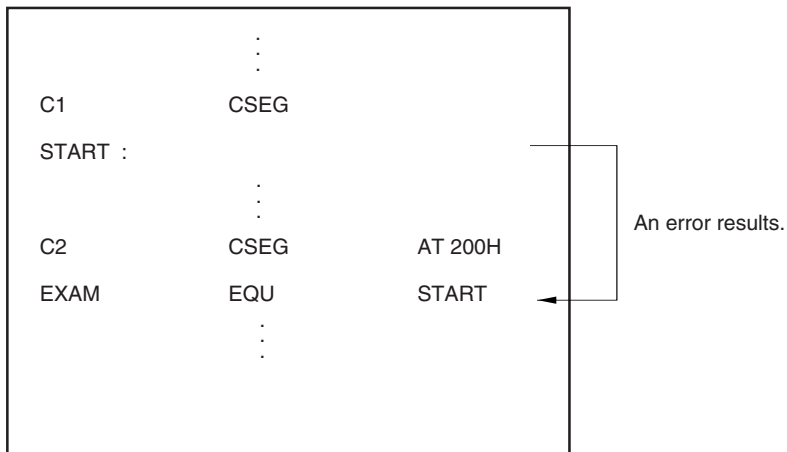 .
.
.
C1 CSEG
START :
.
.
.
An error results.
C2 CSEG AT 200H
EXAM EQU START
.
.
.